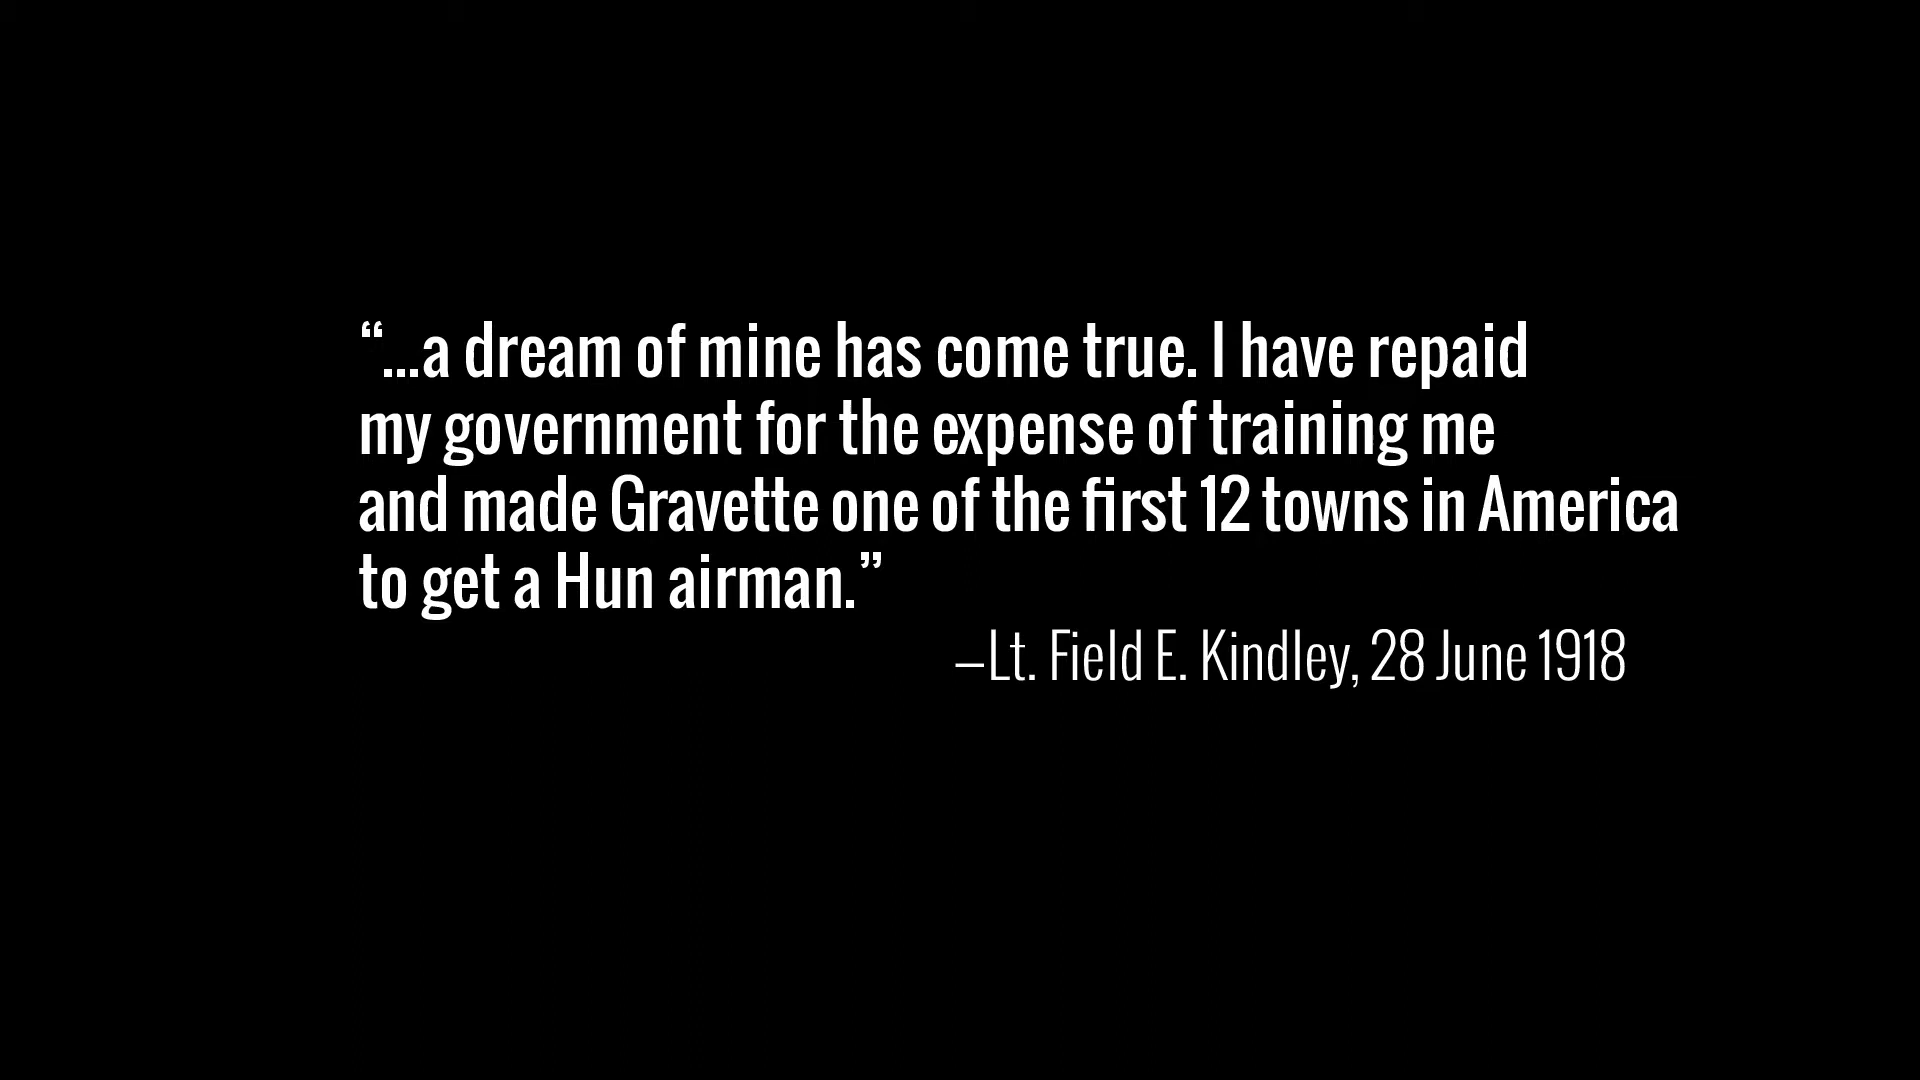 “...a dream of mine has come true. I have repaid
my government for the expense of training me
and made Gravette one of the first 12 towns in America
to get a Hun airman.”
–Lt. Field E. Kindley, 28 June 1918